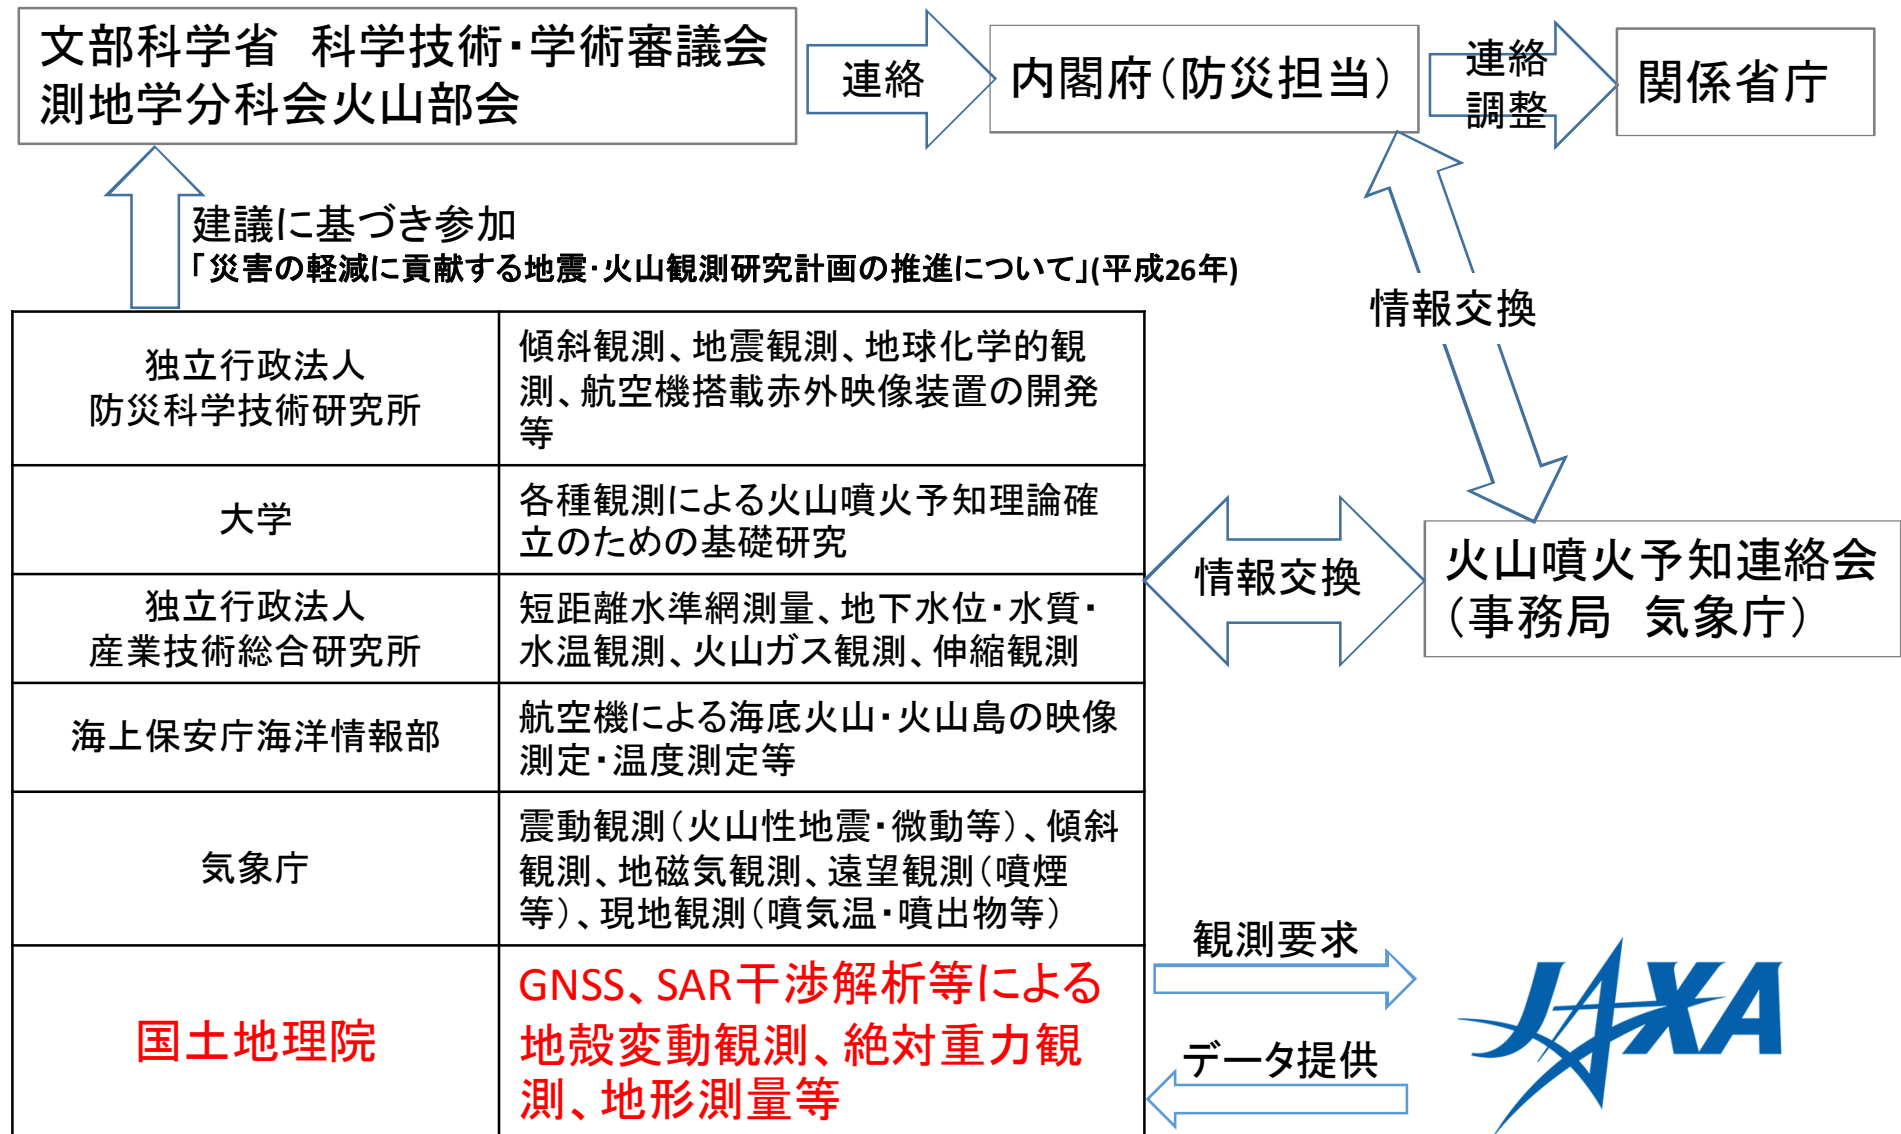 文部科学省　科学技術・学術審議会
測地学分科会火山部会
連絡
内閣府（防災担当）
連絡
調整
関係省庁
建議に基づき参加
「災害の軽減に貢献する地震・火山観測研究計画の推進について」(平成26年)
情報交換
独立行政法人
防災科学技術研究所
傾斜観測、地震観測、地球化学的観
測、航空機搭載赤外映像装置の開発
等
大学
各種観測による火山噴火予知理論確
立のための基礎研究
独立行政法人
産業技術総合研究所
短距離水準網測量、地下水位・水質・
水温観測、火山ガス観測、伸縮観測
海上保安庁海洋情報部
航空機による海底火山・火山島の映像
測定・温度測定等
気象庁
震動観測（火山性地震・微動等）、傾斜
観測、地磁気観測、遠望観測（噴煙
等）、現地観測（噴気温・噴出物等）
国土地理院
GNSS、SAR干渉解析等による
地殻変動観測、絶対重力観
測、地形測量等
情報交換
火山噴火予知連絡会
（事務局　気象庁）
観測要求
データ提供
JAXA